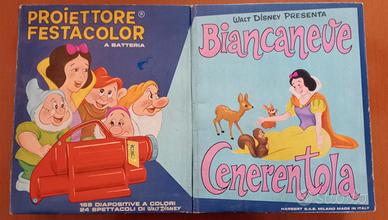 PROIETTORE®
FESTACOLOR
A BATTERIA
168 DIAPOSITIVE A COLORI
24 SPETTACOLI DI WALT DISNEY
WALT DISNEY PRESENTA
Biancaneve
Cenerentola
HARBERT S.A.S. MILANO MADE IN ITALY